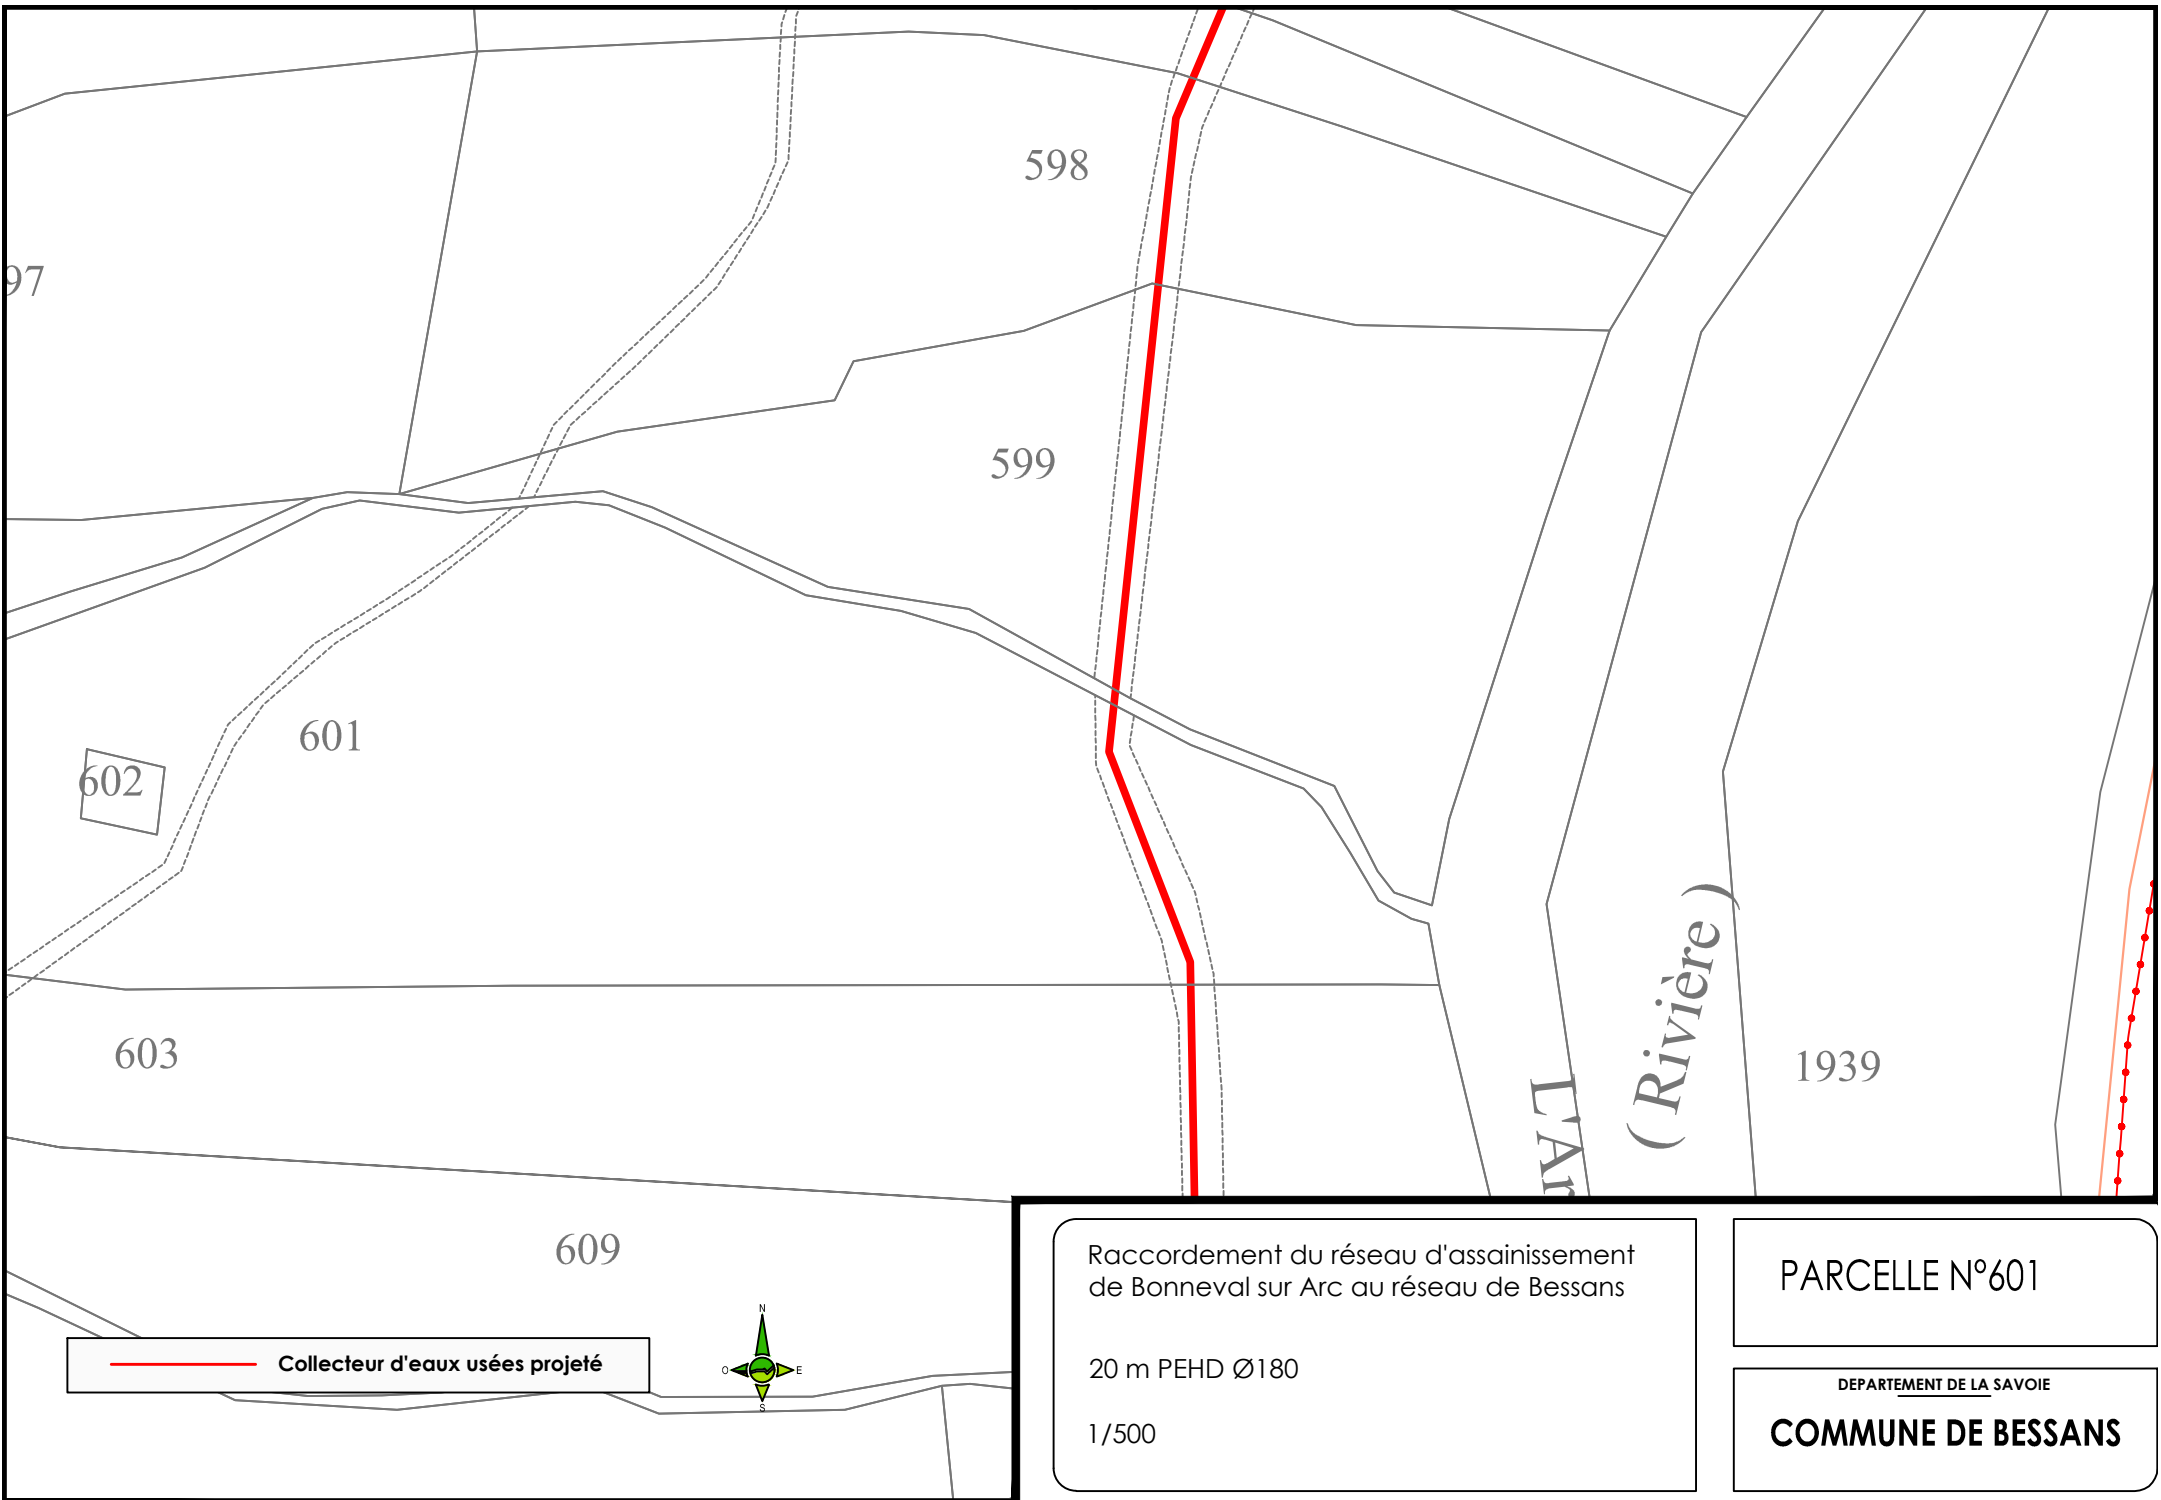 598
97
599
601
602
603
1939
( Rivière )
L'Ar
609
N
O
E
S
Collecteur d'eaux usées projeté
Raccordement du réseau d'assainissement
de Bonneval sur Arc au réseau de Bessans
20 m PEHD Ø180
1/500
PARCELLE N°601
DEPARTEMENT DE LA SAVOIE
COMMUNE DE BESSANS